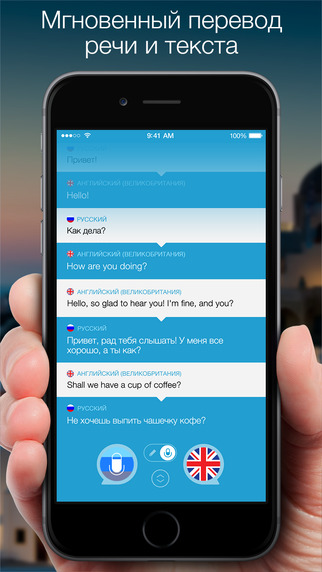 Мгновенный перевод
речи и текста
9:41 AM
100%
Привет!
АНГЛИЙСКИЙ (ВЕЛИКОБРИТАНИЯ)
Hello!
РУССКИЙ
Как дела?
АНГЛИЙСКИЙ (ВЕЛИКОБРИТАНИЯ)
How are you doing?
АНГЛИЙСКИЙ (ВЕЛИКОБРИТАНИЯ)
Hello, so glad to hear you! I'm fine, and you?
РУССКИЙ
Привет, рад тебя слышать! У меня все
хорошо, а ты как?
АНГЛИЙСКИЙ (ВЕЛИКОБРИТАНИЯ)
Shall we have a cup of coffee?
РУССКИЙ
Не хочешь выпить чашечку кофе?